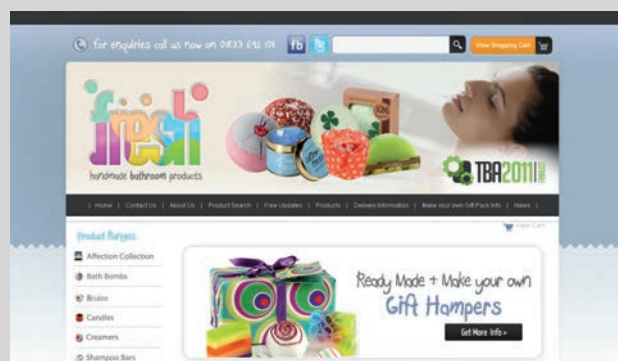 for enquiries call us now on
fb
View Shopping Cart
fresh
handmade bathroom products
TBA2011
| Home | Contact Us | About Us | Product Search | Free Updates | Products | Delivery Information | Make your own Gift Pack Info | News |
View Cart
Product Ranges
Affection Collection
Bath Bombs
Brulee
Candles
Creamers
Shampoo Bars
Ready Made + Make your own
Gift Hampers
Get More Info »